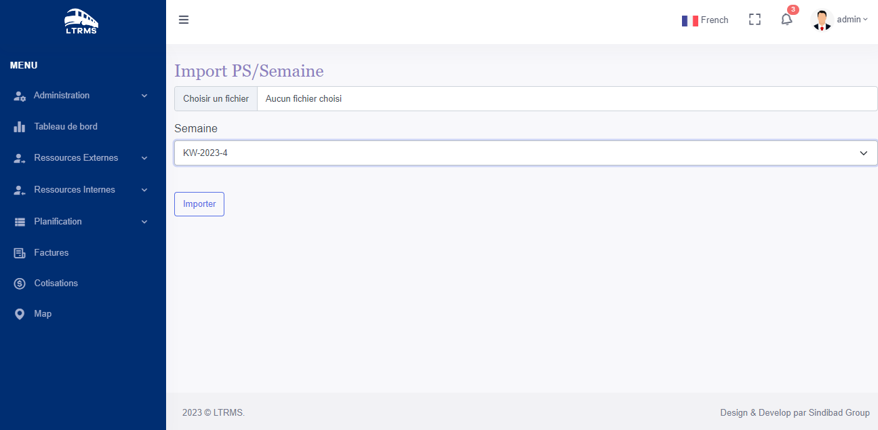 LTRMS
French
3
admin
MENU
Administration
Tableau de bord
Ressources Externes
Ressources Internes
Planification
Factures
Cotisations
Map
Import PS/Semaine
Choisir un fichier Aucun fichier choisi
Semaine
KW-2023-4
Importer
2023 © LTRMS.
Design & Develop par Sindibad Group